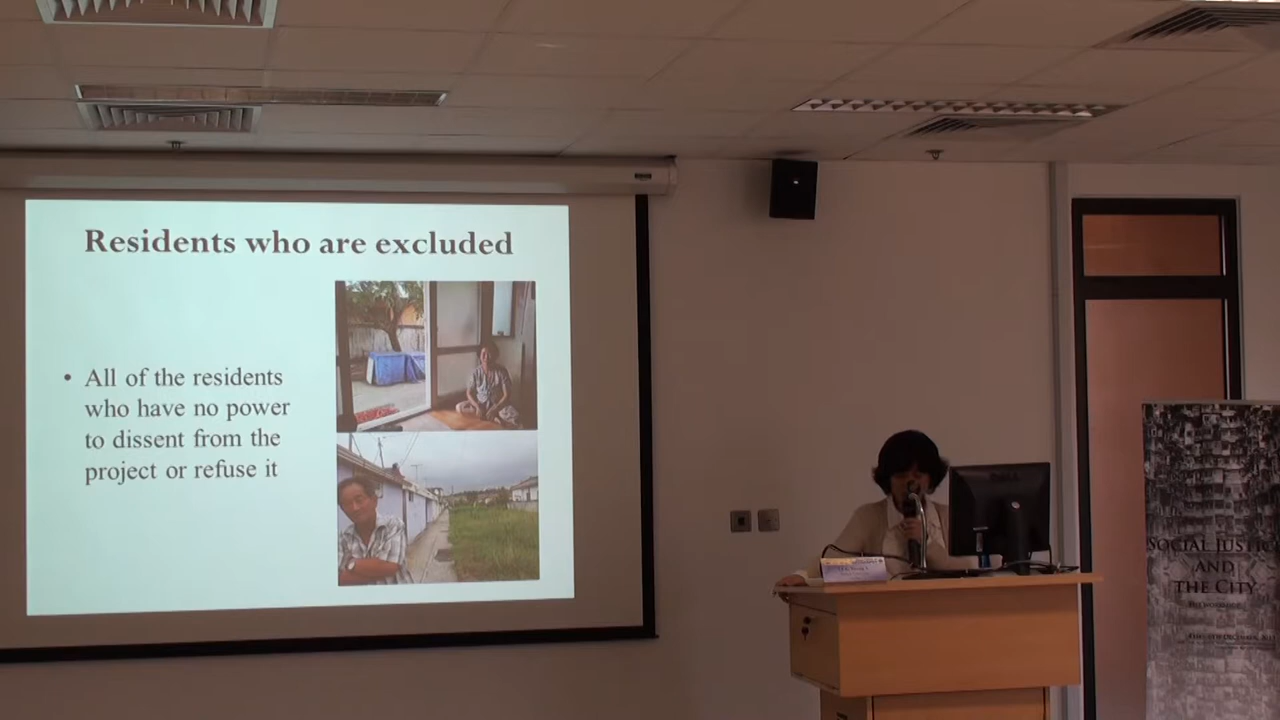 Residents who are excluded
• All of the residents
who have no power
to dissent from the
project or refuse it
SOCIAL JUSTICE
AND
THE CITY